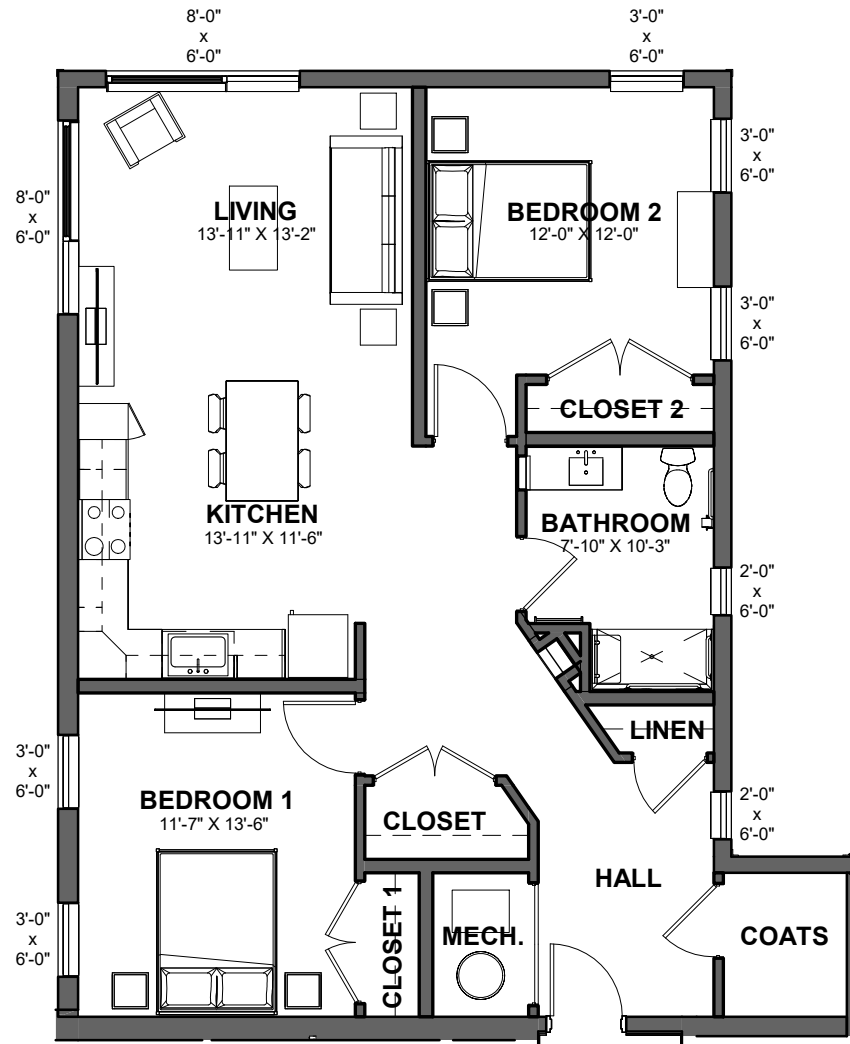 8'-0"
x
6'-0"
3'-0"
x
6'-0"
3'-0"
x
6'-0"
8'-0"
x
6'-0"
LIVING
13'-11" X 13'-2"
BEDROOM 2
12'-0" X 12'-0"
3'-0"
x
6'-0"
CLOSET 2
KITCHEN
13'-11" X 11'-6"
BATHROOM
7'-10" X 10'-3"
2'-0"
x
6'-0"
LINEN
3'-0"
x
6'-0"
BEDROOM 1
11'-7" X 13'-6"
CLOSET
2'-0"
x
6'-0"
HALL
3'-0"
x
6'-0"
CLOSET 1
MECH.
COATS